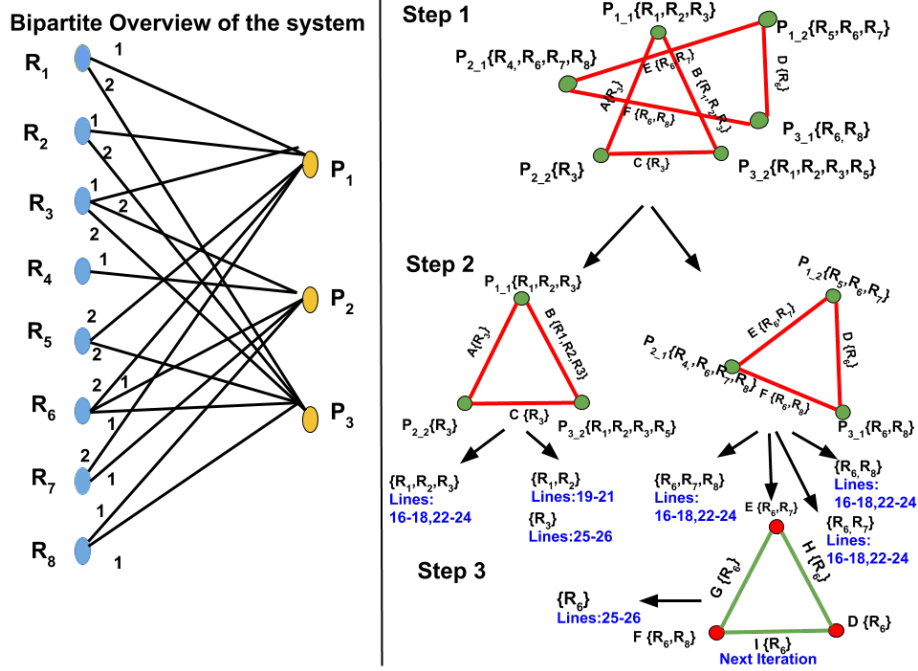 Bipartite Overview of the system
R1
1
2
R2
1
2
R3
1
2
2
R4
1
R5
2
2
R6
2
1
1
R7
2
1
R8
1
1
P1
P2
P3
Step 1
P1_1{R1,R2,R3}
P1_2{R5,R6,R7}
P2_1{R4,,R6,R7,R8}
E {R6,R7}
B {R1,R2,R3}
D {R6}
A{R3}
F {R6,R8}
P3_1{R6,R8}
P2_2{R3}
C {R3}
P3_2{R1,R2,R3,R5}
Step 2
P1_1{R1,R2,R3}
A{R3}
B {R1,R2,R3}
P2_2{R3}
C {R3}
P3_2{R1,R2,R3,R5}
P1_2{R5,R6,R7}
E {R6,R7}
D {R6}
P2_1{R4,,R6,R7,R8}
F {R6,R8}
P3_1{R6,R8}
{R1,R2,R3}
Lines:
16-18,22-24
{R1,R2}
Lines:19-21
{R3}
Lines:25-26
{R6,R7,R8}
Lines:
16-18,22-24
{R6,R8}
Lines:
16-18,22-24
{R6,R7}
Lines:
16-18,22-24
Step 3
E {R6,R7}
G {R6}
H {R6}
{R6}
Lines:25-26
F {R6,R8}
D {R6}
I {R6}
Next Iteration